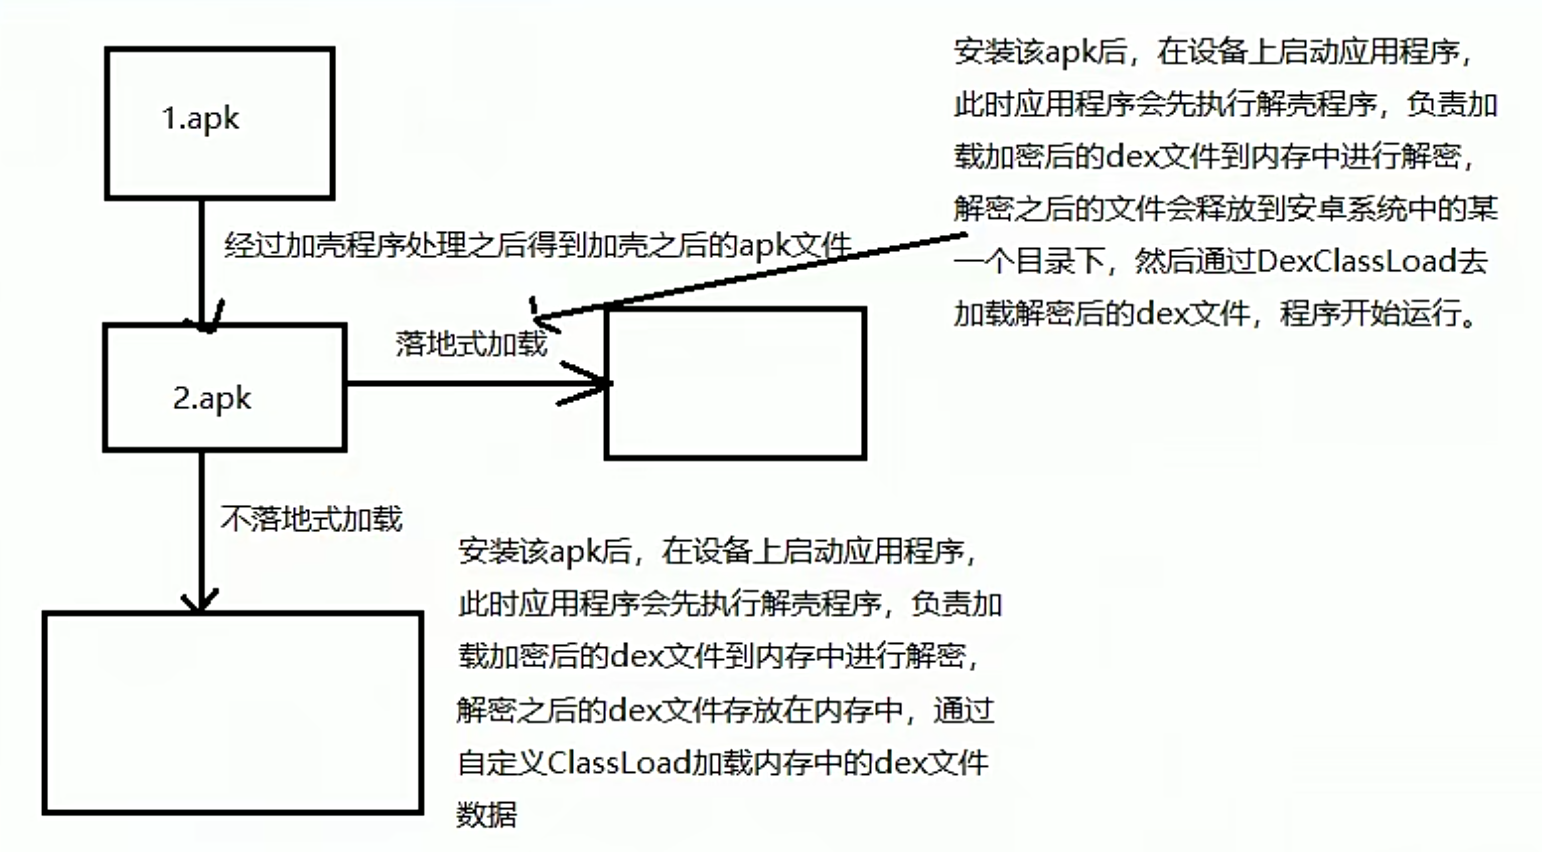 1.apk
经过加壳程序处理之后得到加壳之后的apk文件
安装该apk后，在设备上启动应用程序，
此时应用程序会先执行解壳程序，负责加
载加密后的dex文件到内存中进行解密，
解密之后的文件会释放到安卓系统中的某
一个目录下，然后通过DexClassLoad去
加载解密后的dex文件，程序开始运行。
落地式加载
2.apk
不落地式加载
安装该apk后，在设备上启动应用程序，
此时应用程序会先执行解壳程序，负责加
载加密后的dex文件到内存中进行解密，
解密之后的dex文件存放在内存中，通过
自定义ClassLoad加载内存中的dex文件
数据